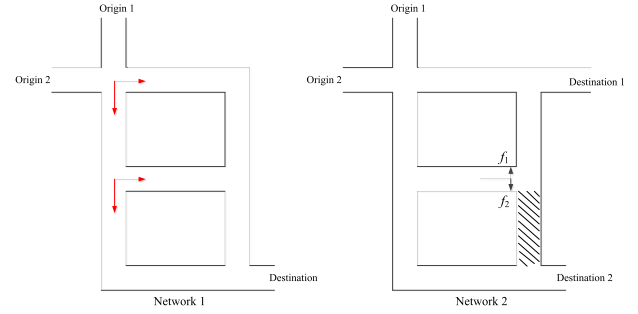 Origin 1
Origin 2
Destination
Network 1
Origin 1
Origin 2
Destination 1
f1
f2
Destination 2
Network 2